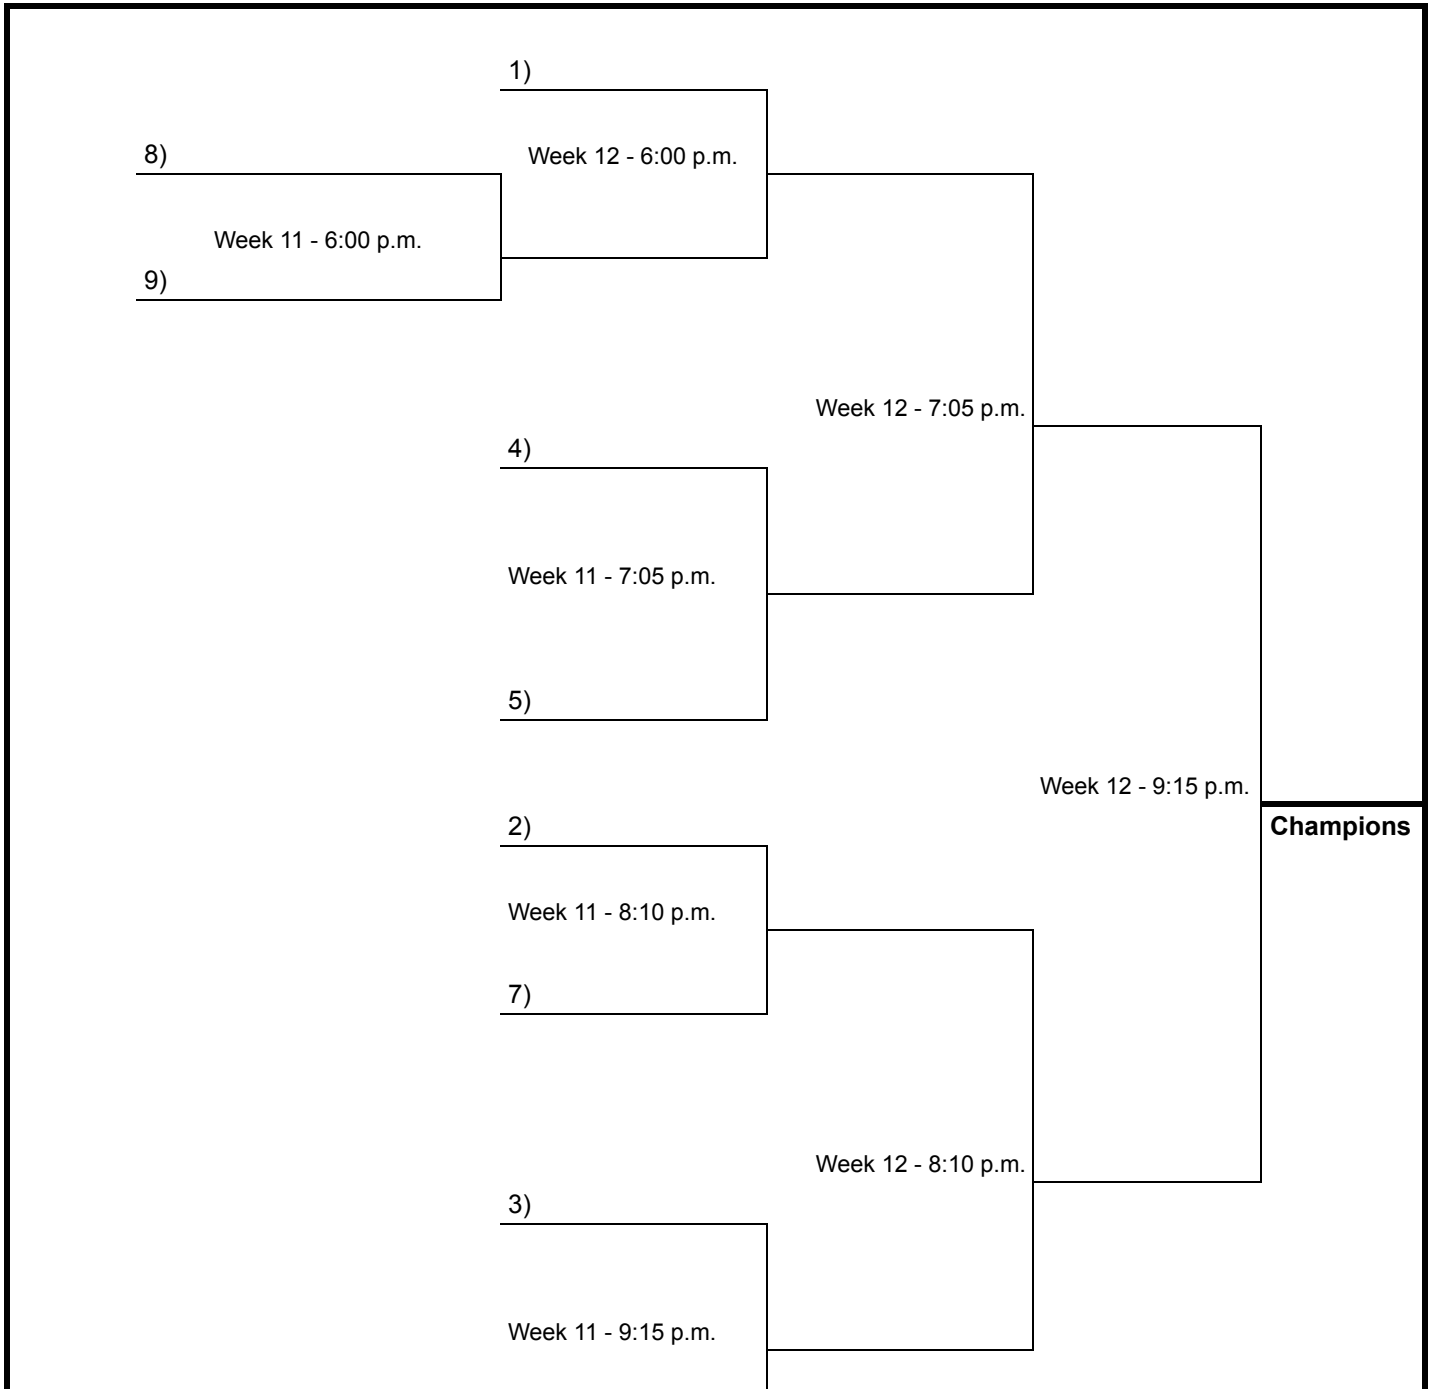 1)
8)
Week 12 - 6:00 p.m.
Week 11 - 6:00 p.m.
9)
Week 12 - 7:05 p.m.
4)
Week 11 - 7:05 p.m.
5)
Week 12 - 9:15 p.m.
2)
Champions
Week 11 - 8:10 p.m.
7)
Week 12 - 8:10 p.m.
3)
Week 11 - 9:15 p.m.